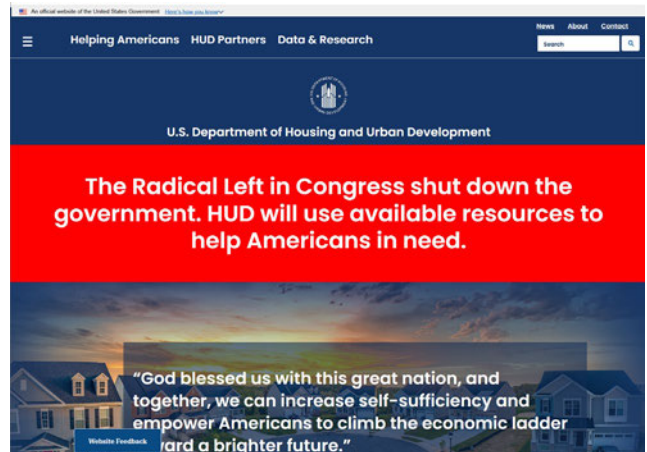 An official website of the United States Government Here's how you know
News About Contact
Helping Americans HUD Partners Data & Research
Search
U.S. Department of Housing and Urban Development
The Radical Left in Congress shut down the
government. HUD will use available resources to
help Americans in need.
“God blessed us with this great nation, and
together, we can increase self-sufficiency and
empower Americans to climb the economic ladder
Website Feedback
a brighter future.”